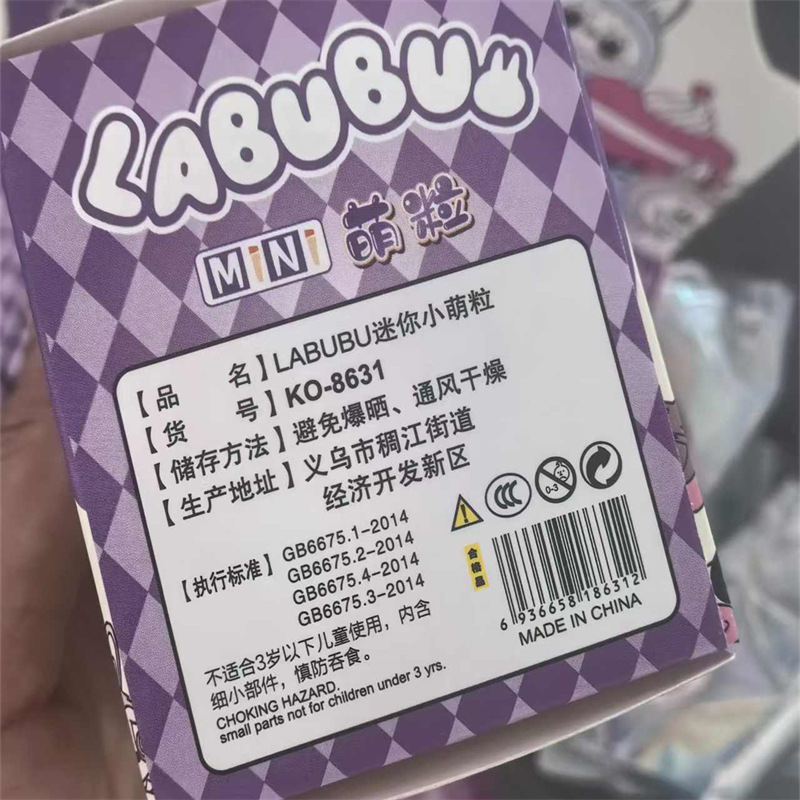 LABUBU
MiNi 萌粒
【品 名】LABUBU迷你小萌粒
【货 号】KO-8631
【储存方法】避免爆晒、通风干燥
【生产地址】义乌市稠江街道
经济开发新区
【执行标准】GB6675.1-2014
GB6675.2-2014
GB6675.4-2014
GB6675.3-2014
CCC
0-3
合格品
6 936658 186312
MADE IN CHINA
不适合3岁以下儿童使用，内含
细小部件，慎防吞食。
CHOKING HAZARD.
small parts not for children under 3 yrs.